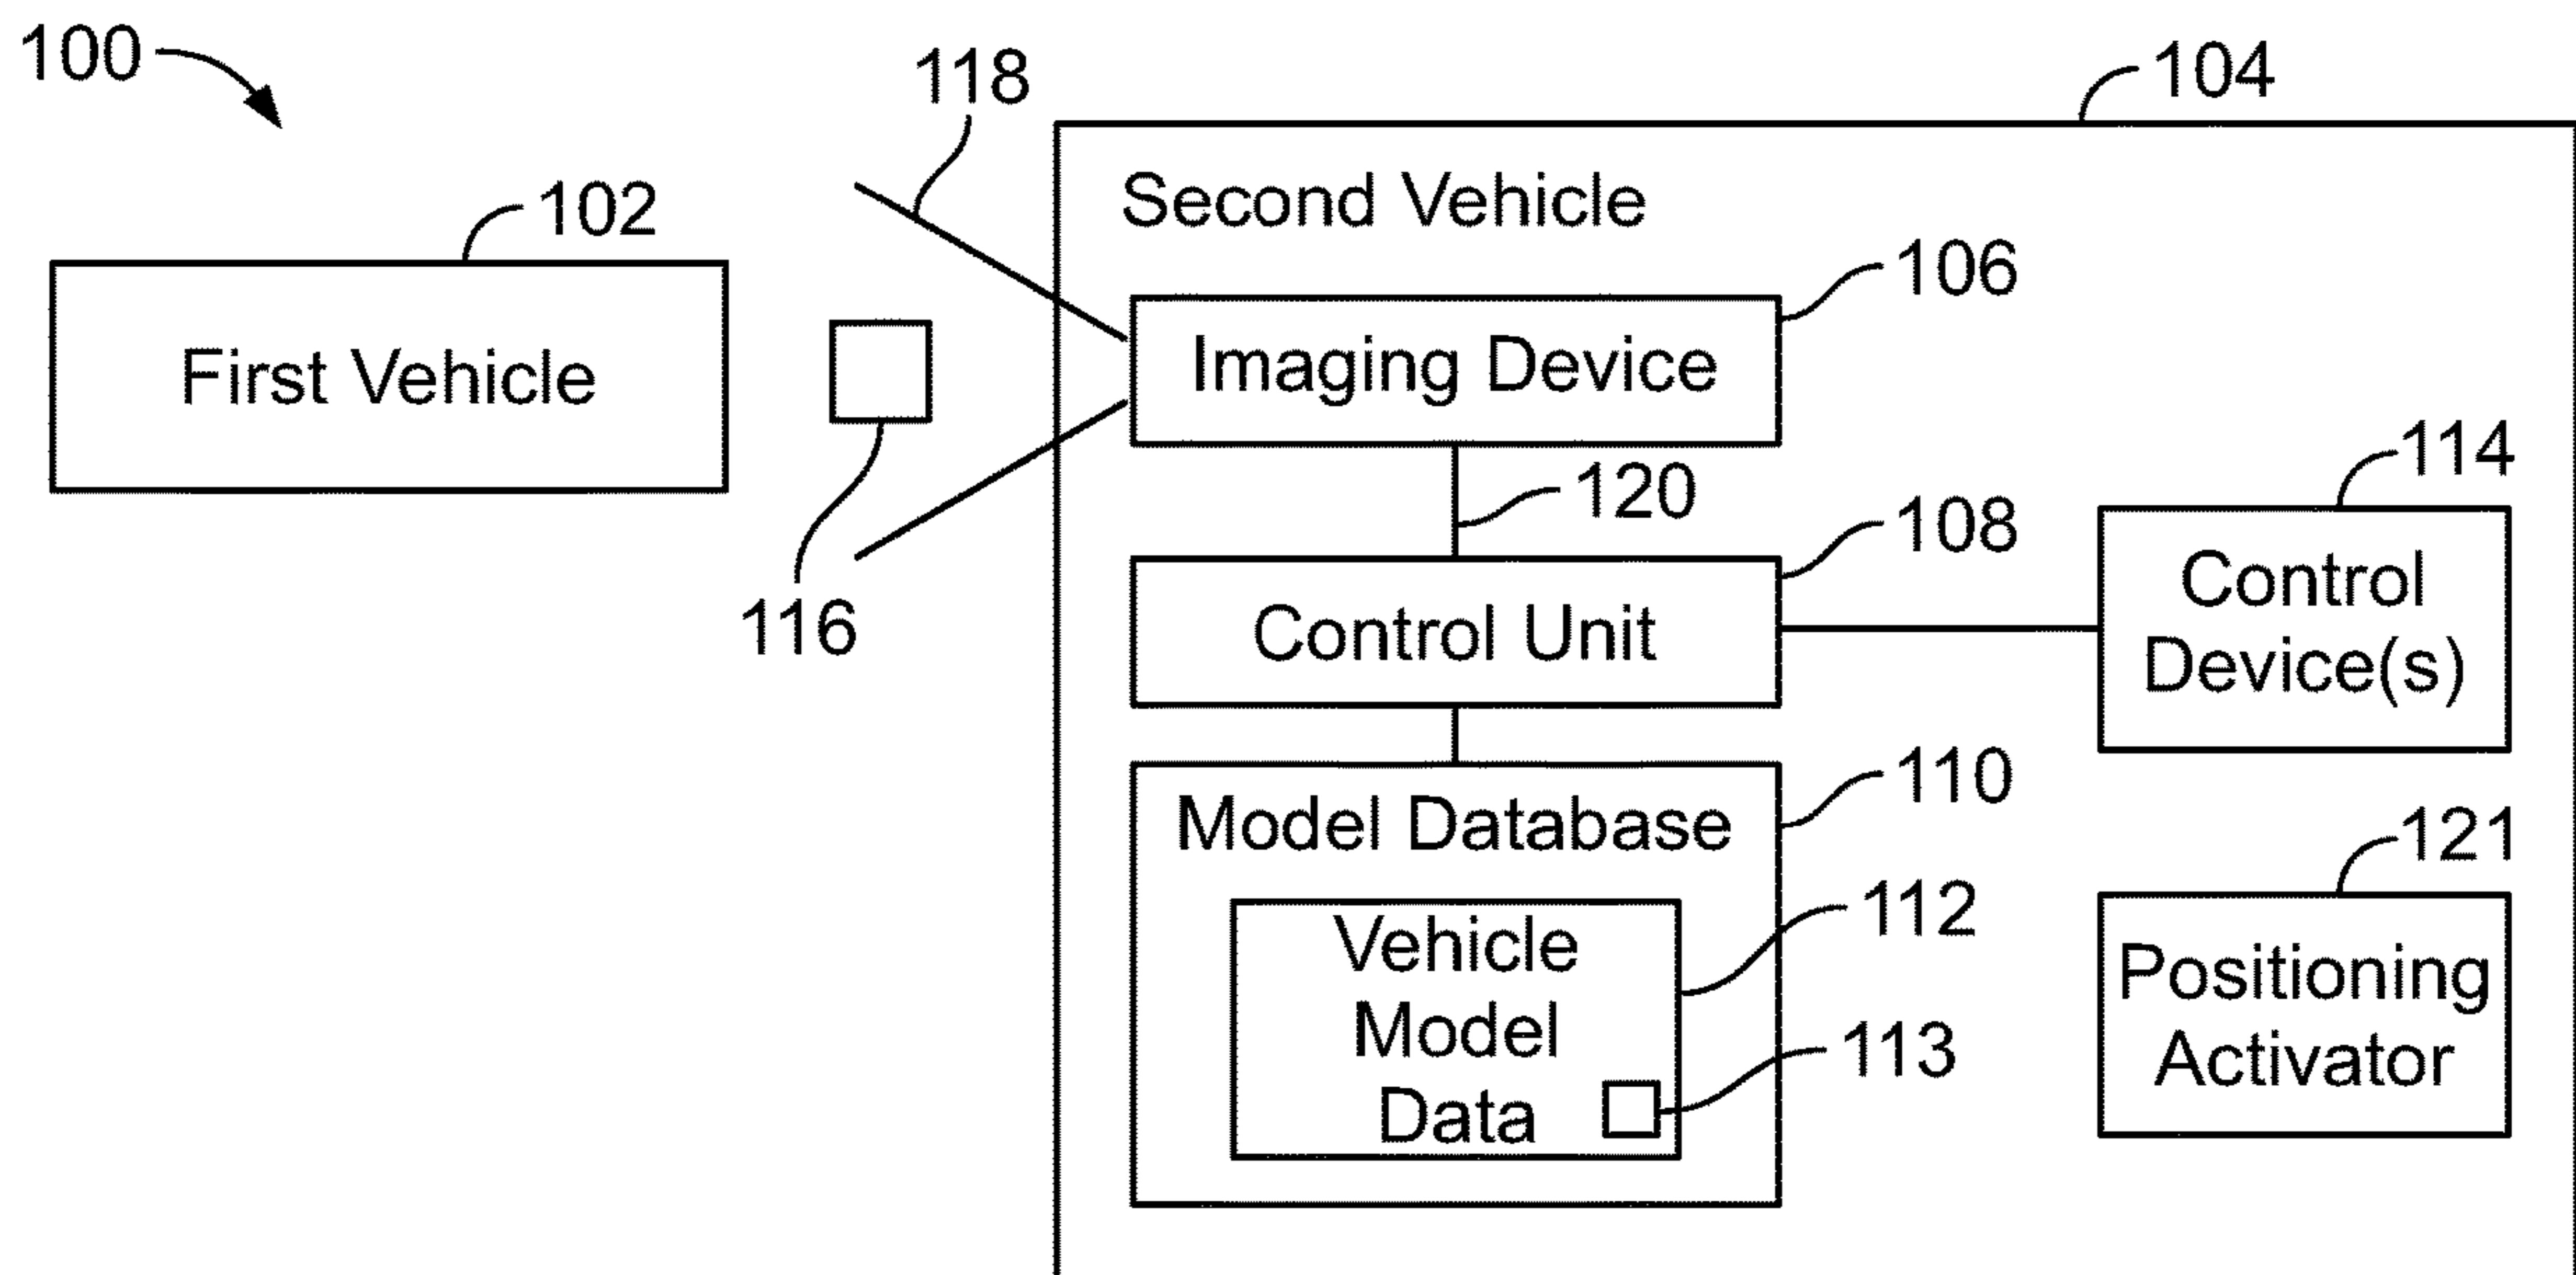 100
118
104
102
Second Vehicle
106
First Vehicle
Imaging Device
114
120
108
Control
Device(s)
116
Control Unit
110
Model Database
121
112
Vehicle
Model
Data
Positioning
Activator
113